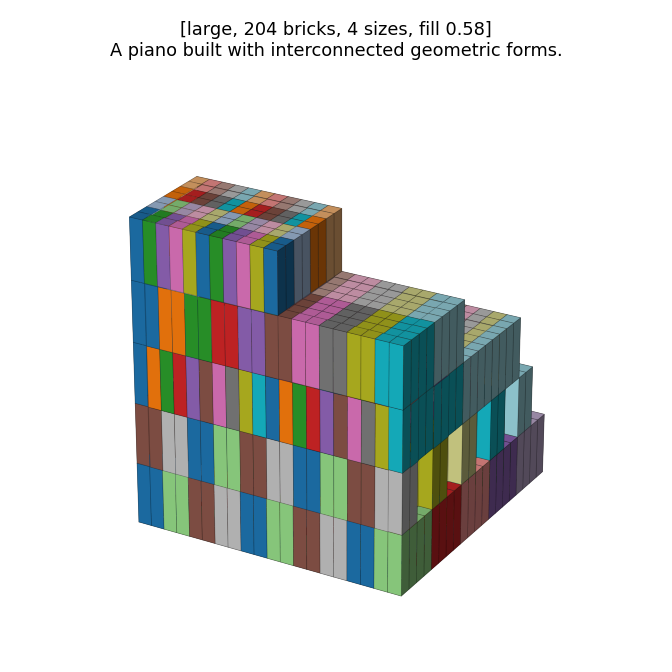 [large, 204 bricks, 4 sizes, fill 0.58]
A piano built with interconnected geometric forms.